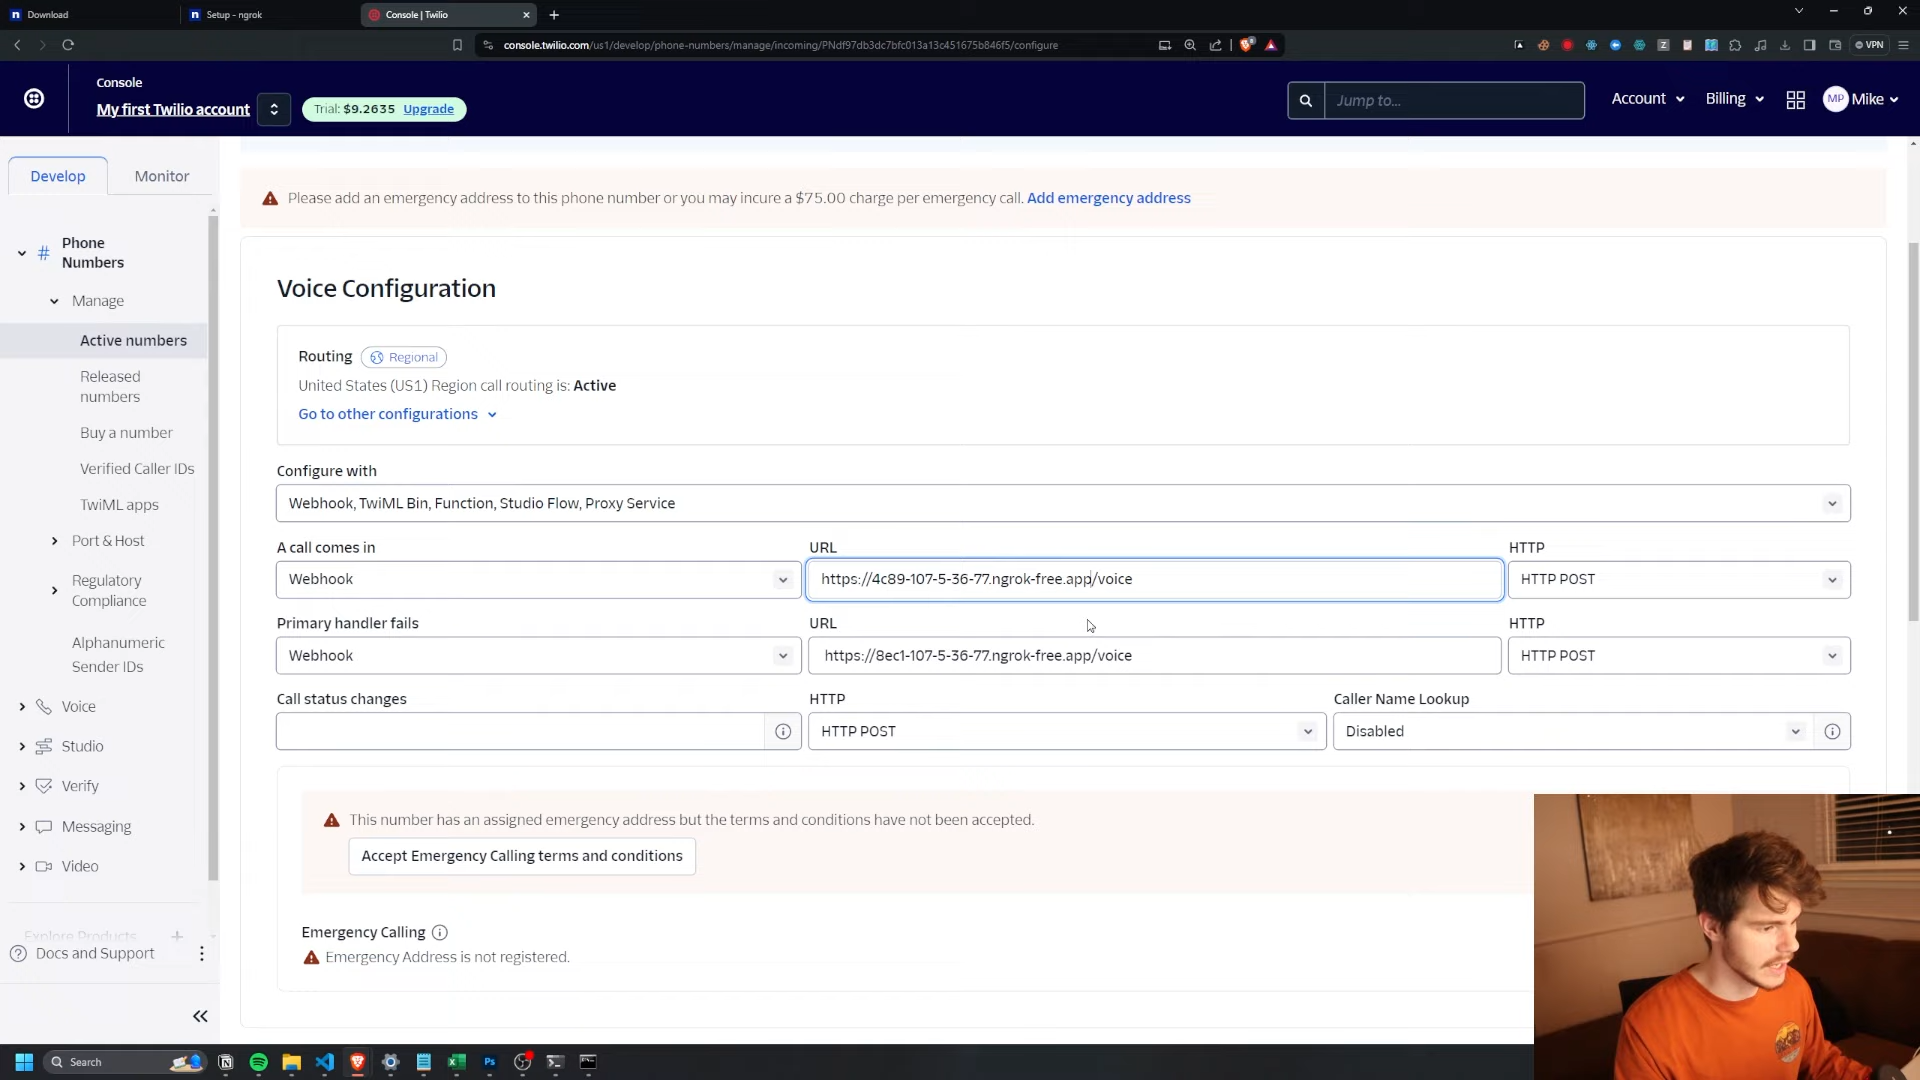 Download
Setup - ngrok
Console | Twilio
console.twilio.com/us1/develop/phone-numbers/manage/incoming/PNdf97db3dc7bfc013a13c451675b846f5/configure
VPN
Console
My first Twilio account
Trial: $9.2635 Upgrade
Jump to...
Account
Billing
MP
Mike
Develop
Monitor
Phone
Numbers
Manage
Active numbers
Released
numbers
Buy a number
Verified Caller IDs
TwiML apps
Port & Host
Regulatory
Compliance
Alphanumeric
Sender IDs
Voice
Studio
Verify
Messaging
Video
Explore Products
Docs and Support
Please add an emergency address to this phone number or you may incure a $75.00 charge per emergency call. Add emergency address
Voice Configuration
Routing Regional
United States (US1) Region call routing is: Active
Go to other configurations
Configure with
Webhook, TwiML Bin, Function, Studio Flow, Proxy Service
A call comes in
URL
HTTP
Webhook
https://4c89-107-5-36-77.ngrok-free.app/voice
HTTP POST
Primary handler fails
URL
HTTP
Webhook
https://8ec1-107-5-36-77.ngrok-free.app/voice
HTTP POST
Call status changes
HTTP
Caller Name Lookup
HTTP POST
Disabled
This number has an assigned emergency address but the terms and conditions have not been accepted.
Accept Emergency Calling terms and conditions
Emergency Calling
Emergency Address is not registered.
Search